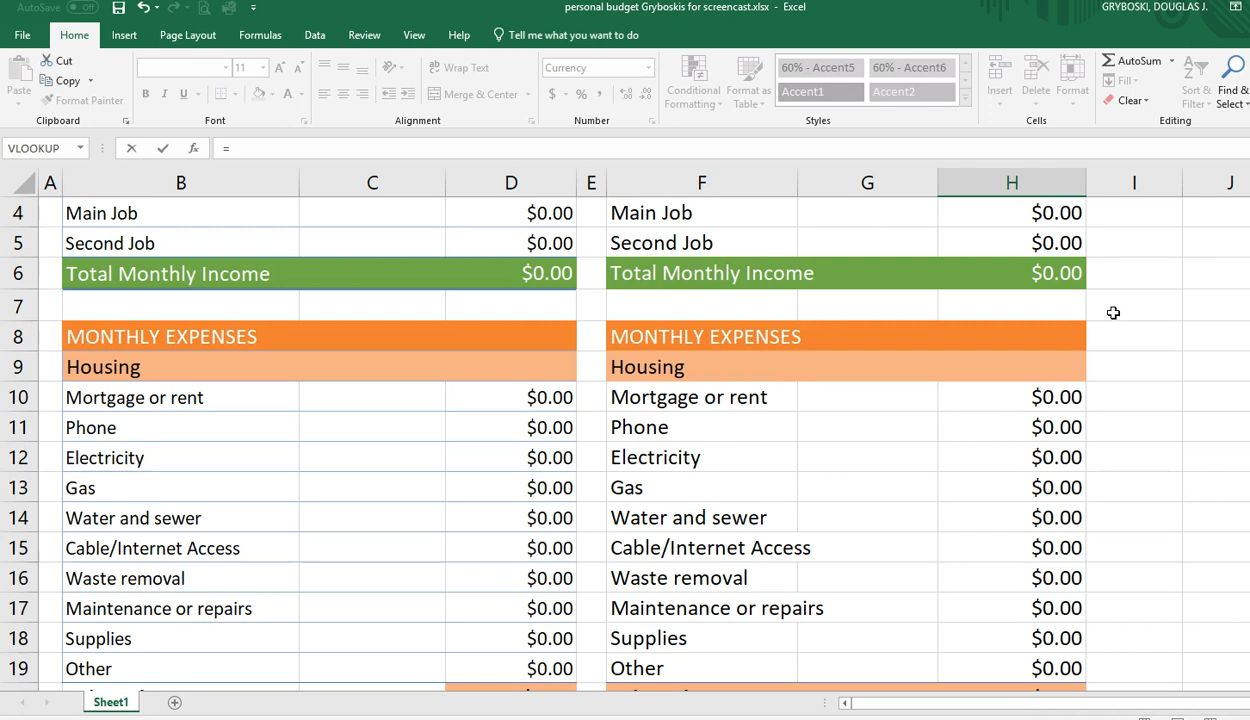 AutoSave Off personal budget Gryboskis for screencast.xlsx - Excel GRYBOSKI, DOUGLAS J.
File Home Insert Page Layout Formulas Data Review View Help Tell me what you want to do
Paste
Cut
Copy
Format Painter
Clipboard
11 A A
B I U A
Font
Wrap Text
Merge & Center
Alignment
Currency
$ % ,
Number
Conditional Formatting
Format as Table
60% - Accent5 60% - Accent6
Accent1 Accent2
Styles
Insert Delete Format
Cells
AutoSum
Fill
Clear
Sort & Filter
Find & Select
Editing
VLOOKUP fx =
A B C D E F G H I J
4 Main Job $0.00 Main Job $0.00
5 Second Job $0.00 Second Job $0.00
6 Total Monthly Income $0.00 Total Monthly Income $0.00
7
8 MONTHLY EXPENSES MONTHLY EXPENSES
9 Housing Housing
10 Mortgage or rent $0.00 Mortgage or rent $0.00
11 Phone $0.00 Phone $0.00
12 Electricity $0.00 Electricity $0.00
13 Gas $0.00 Gas $0.00
14 Water and sewer $0.00 Water and sewer $0.00
15 Cable/Internet Access $0.00 Cable/Internet Access $0.00
16 Waste removal $0.00 Waste removal $0.00
17 Maintenance or repairs $0.00 Maintenance or repairs $0.00
18 Supplies $0.00 Supplies $0.00
19 Other $0.00 Other $0.00
Sheet1